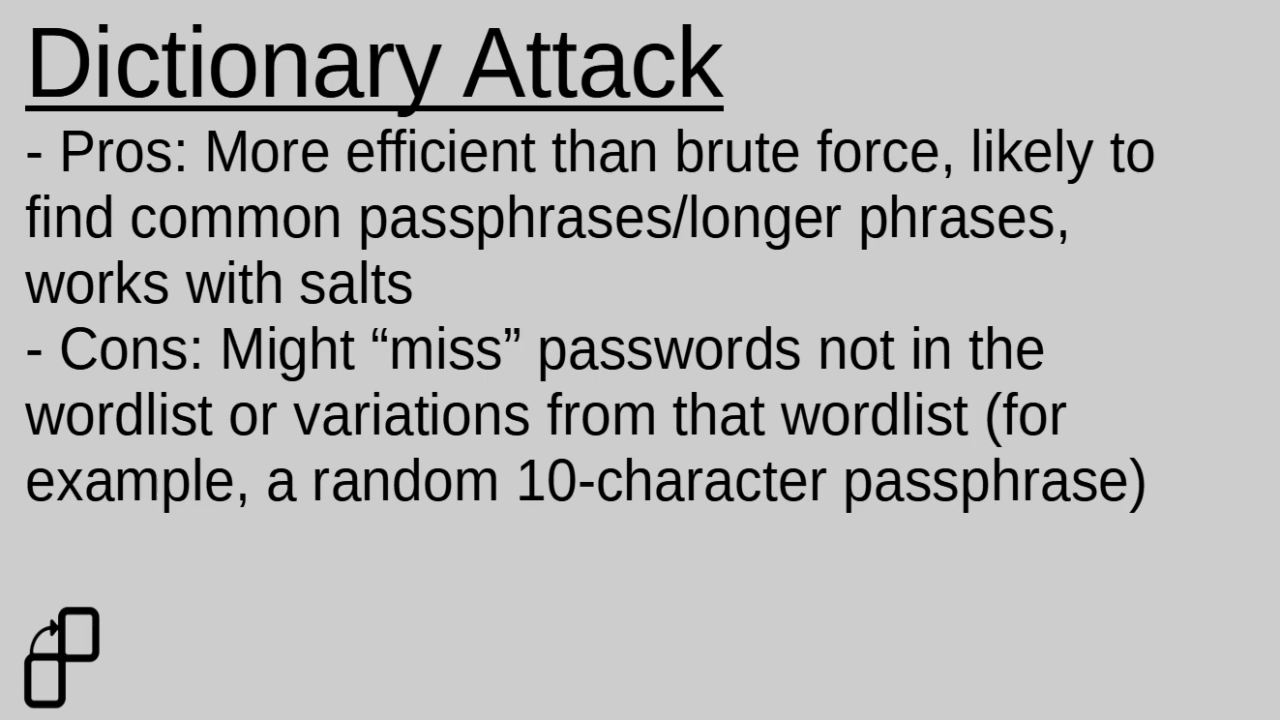 Dictionary Attack
- Pros: More efficient than brute force, likely to
find common passphrases/longer phrases,
works with salts
- Cons: Might “miss” passwords not in the
wordlist or variations from that wordlist (for
example, a random 10-character passphrase)